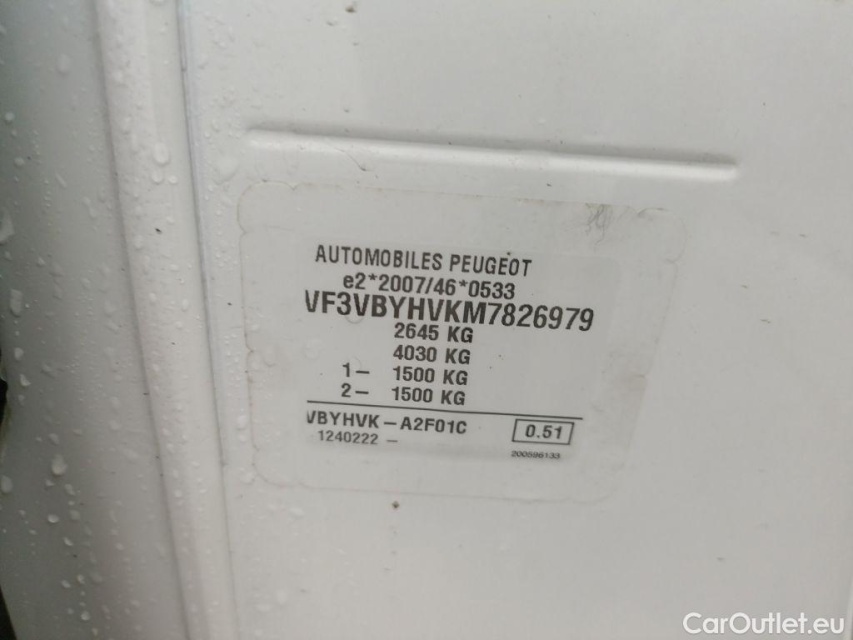 AUTOMOBILES PEUGEOT
e2*2007/46*0533
VF3VBYHVKM7826979
2645 KG
4030 KG
1- 1500 KG
2- 1500 KG
VBYHVK-A2F01C 0.51
1240222 -
200596133
CarOutlet.eu